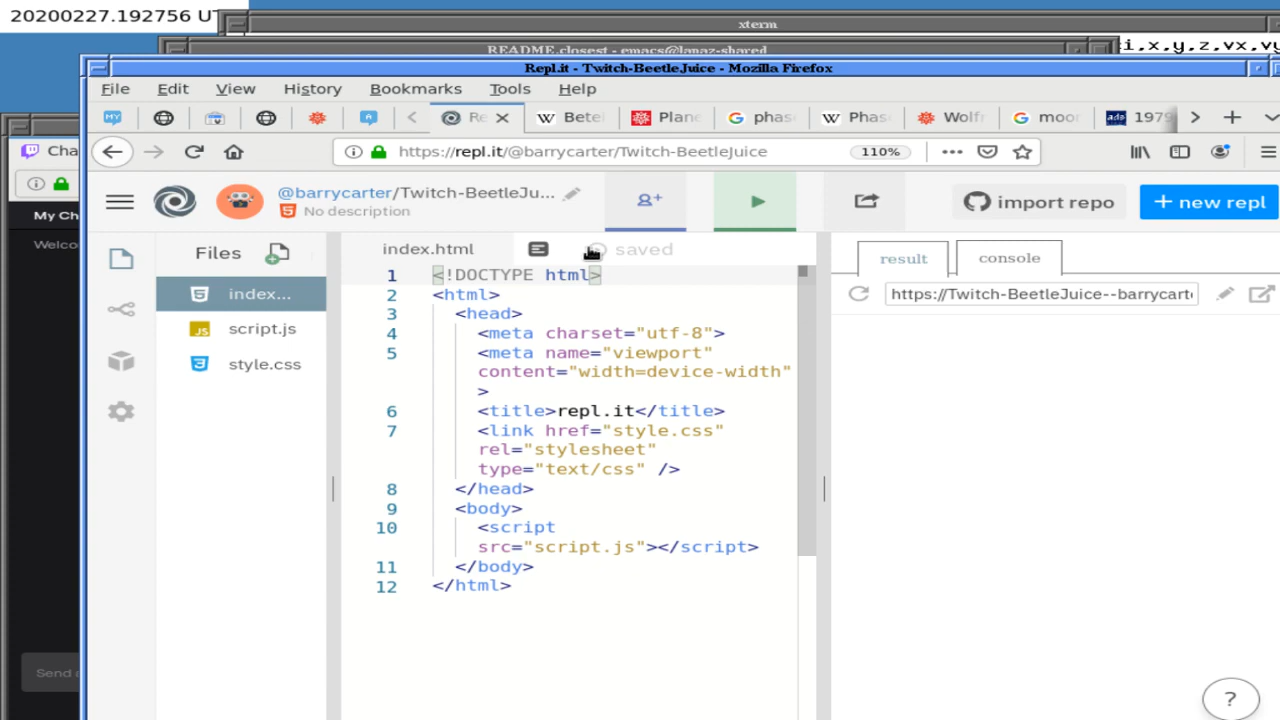 20200227.192756 U
xterm
README.closest - emacs@lanaz-shared
i,x,y,z,vx,vy
Repl.it - Twitch-BeetleJuice - Mozilla Firefox
File Edit View History Bookmarks Tools Help
Re Betel Plane phas Phas Wolfr moo 1979
Cha
https://repl.it/@barrycarter/Twitch-BeetleJuice 110%
My Ch
@barrycarter/Twitch-BeetleJu...
No description
import repo
+ new repl
Welco
Files
index.html
saved
result
console
index...
script.js
style.css
https://Twitch-BeetleJuice--barrycart
1 <!DOCTYPE html>
2 <html>
3 <head>
4 <meta charset="utf-8">
5 <meta name="viewport"
content="width=device-width"
>
6 <title>repl.it</title>
7 <link href="style.css"
rel="stylesheet"
type="text/css" />
8 </head>
9 <body>
10 <script
src="script.js"></script>
11 </body>
12 </html>
Send
?